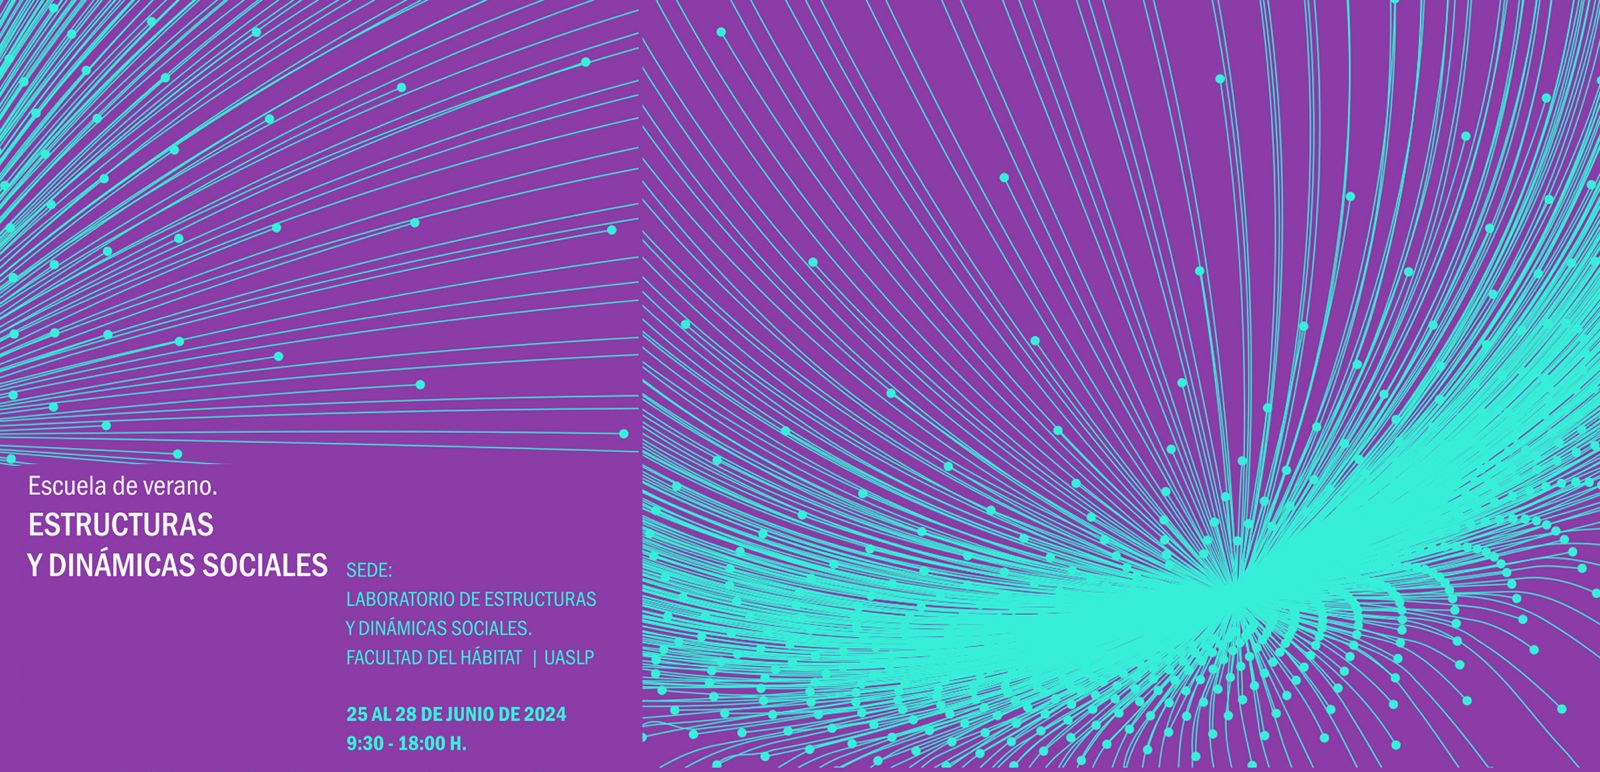 Escuela de verano.
ESTRUCTURAS
Y DINÁMICAS SOCIALES
SEDE:
LABORATORIO DE ESTRUCTURAS
Y DINÁMICAS SOCIALES.
FACULTAD DEL HÁBITAT | UASLP
25 AL 28 DE JUNIO DE 2024
9:30 - 18:00 H.